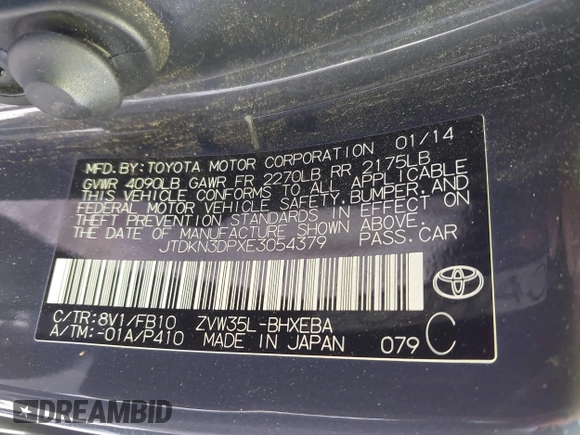 MFD.BY:TOYOTA MOTOR CORPORATION 01/14
GVWR 4090LB GAWR FR 2270LB RR 2175LB
THIS VEHICLE CONFORMS TO ALL APPLICABLE
FEDERAL MOTOR VEHICLE SAFETY,BUMPER,AND
THEFT PREVENTION STANDARDS IN EFFECT ON
THE DATE OF MANUFACTURE SHOWN ABOVE.
JTDKN3DPXE3054379 PASS.CAR
C/TR:8V1/FB10 ZVW35L-BHXEBA
A/TM:-01A/P410 MADE IN JAPAN 079 C
DREAMBID